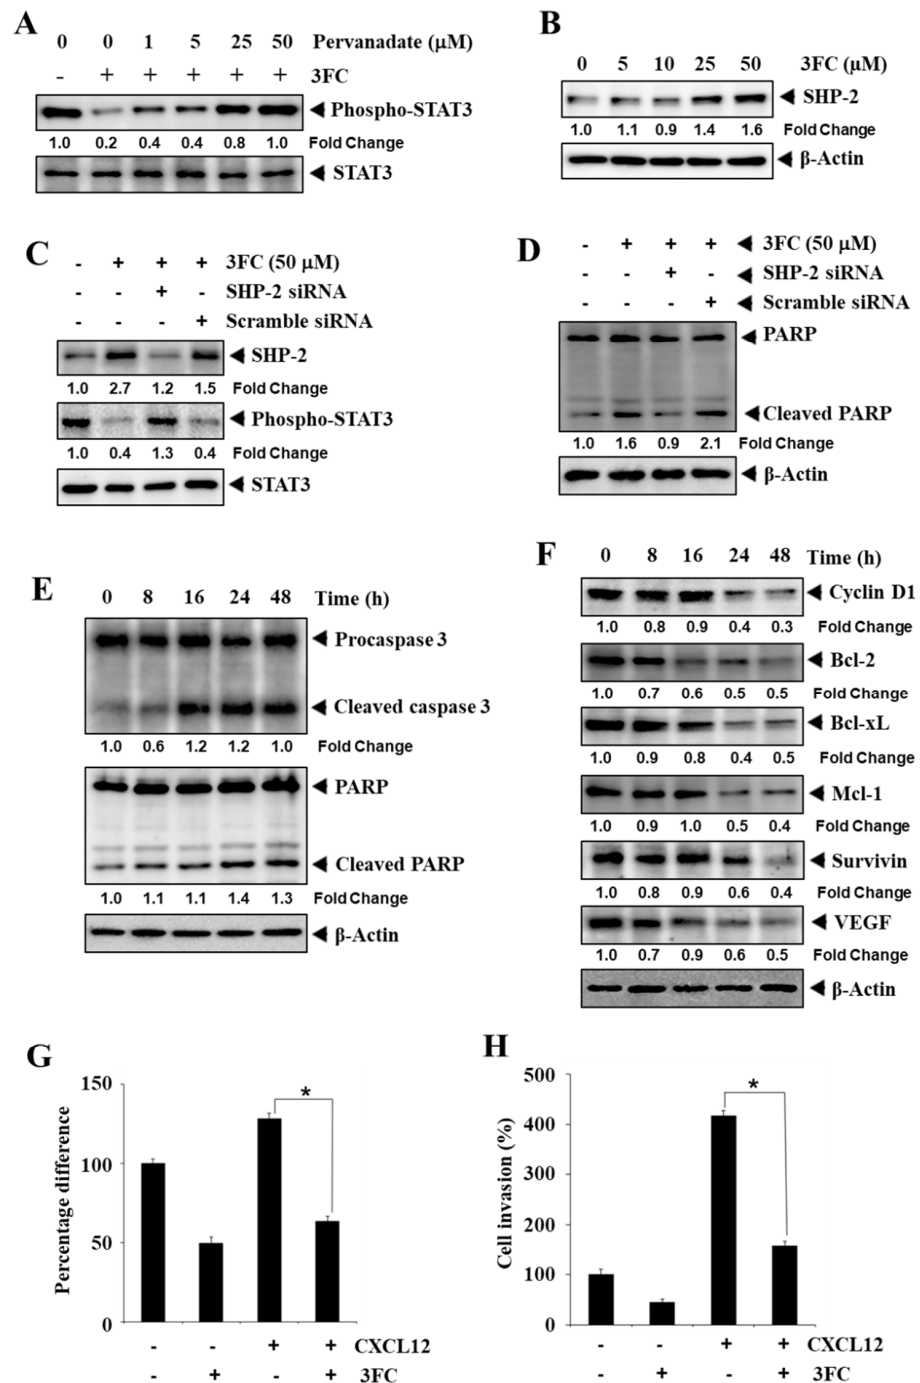 A
0 0 1 5 25 50 Pervanadate (µM)
- + + + + + 3FC
Phospho-STAT3
1.0 0.2 0.4 0.4 0.8 1.0 Fold Change
STAT3
B
0 5 10 25 50 3FC (µM)
SHP-2
1.0 1.1 0.9 1.4 1.6 Fold Change
β-Actin
C
- + + + 3FC (50 µM)
- - + - SHP-2 siRNA
- - - + Scramble siRNA
SHP-2
1.0 2.7 1.2 1.5 Fold Change
Phospho-STAT3
1.0 0.4 1.3 0.4 Fold Change
STAT3
D
- + + + 3FC (50 µM)
- - + - SHP-2 siRNA
- - - + Scramble siRNA
PARP
Cleaved PARP
1.0 1.6 0.9 2.1 Fold Change
β-Actin
E
0 8 16 24 48 Time (h)
Procaspase 3
Cleaved caspase 3
1.0 0.6 1.2 1.2 1.0 Fold Change
PARP
Cleaved PARP
1.0 1.1 1.1 1.4 1.3 Fold Change
β-Actin
F
0 8 16 24 48 Time (h)
Cyclin D1
1.0 0.8 0.9 0.4 0.3 Fold Change
Bcl-2
1.0 0.7 0.6 0.5 0.5 Fold Change
Bcl-xL
1.0 0.9 0.8 0.4 0.5 Fold Change
Mcl-1
1.0 0.9 1.0 0.5 0.4 Fold Change
Survivin
1.0 0.8 0.9 0.6 0.4 Fold Change
VEGF
1.0 0.7 0.9 0.6 0.5 Fold Change
β-Actin
G
Percentage difference
150
100
50
0
*
- - + + CXCL12
- + - + 3FC
H
Cell invasion (%)
500
400
300
200
100
0
*
- - + + CXCL12
- + - + 3FC